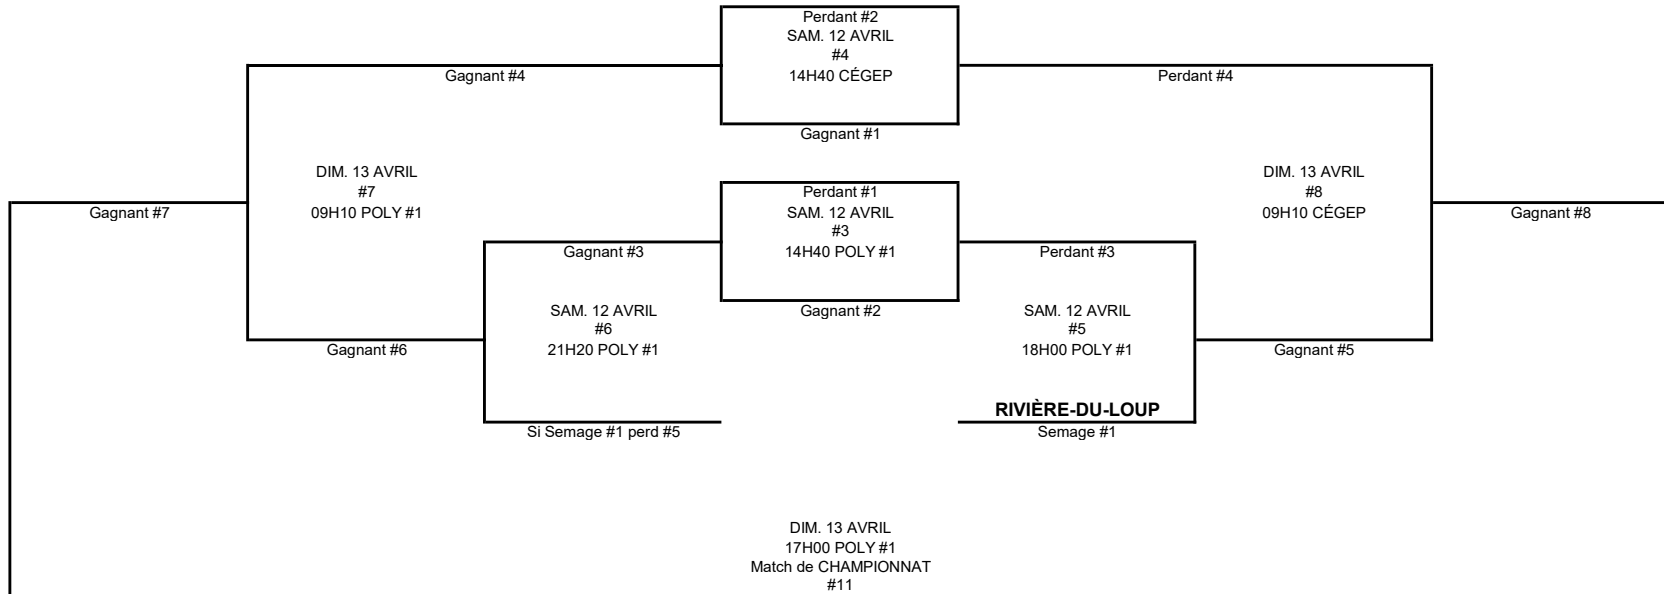 Perdant #2
SAM. 12 AVRIL
#4
14H40 CÉGEP
Gagnant #4
Perdant #4
Gagnant #1
DIM. 13 AVRIL
#7
09H10 POLY #1
DIM. 13 AVRIL
#8
09H10 CÉGEP
Perdant #1
SAM. 12 AVRIL
#3
14H40 POLY #1
Gagnant #7
Gagnant #8
Gagnant #3
Perdant #3
Gagnant #2
SAM. 12 AVRIL
#6
21H20 POLY #1
SAM. 12 AVRIL
#5
18H00 POLY #1
Gagnant #6
Gagnant #5
RIVIÈRE-DU-LOUP
Si Semage #1 perd #5
Semage #1
DIM. 13 AVRIL
17H00 POLY #1
Match de CHAMPIONNAT
#11